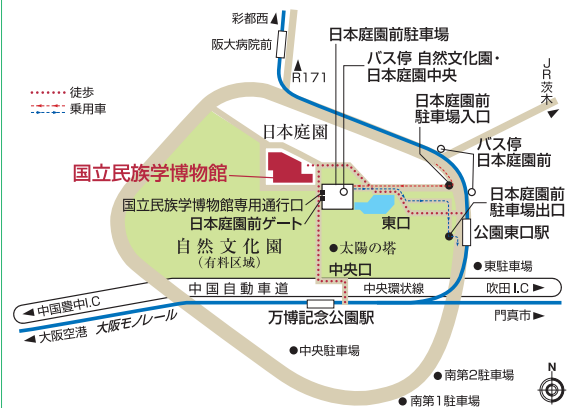 彩都西
阪大病院前
R171
日本庭園前駐車場
バス停 自然文化園・
日本庭園中央
JR茨木
徒歩
乗用車
日本庭園前
駐車場入口
日本庭園
バス停
日本庭園前
国立民族学博物館
国立民族学博物館専用通行口
日本庭園前ゲート
日本庭園前
駐車場出口
東口
公園東口駅
自然文化園
(有料区域)
太陽の塔
中央口
東駐車場
中国自動車道
中央環状線
吹田I.C
中国豊中I.C
大阪空港
大阪モノレール
万博記念公園駅
門真市
中央駐車場
南第2駐車場
南第1駐車場
N